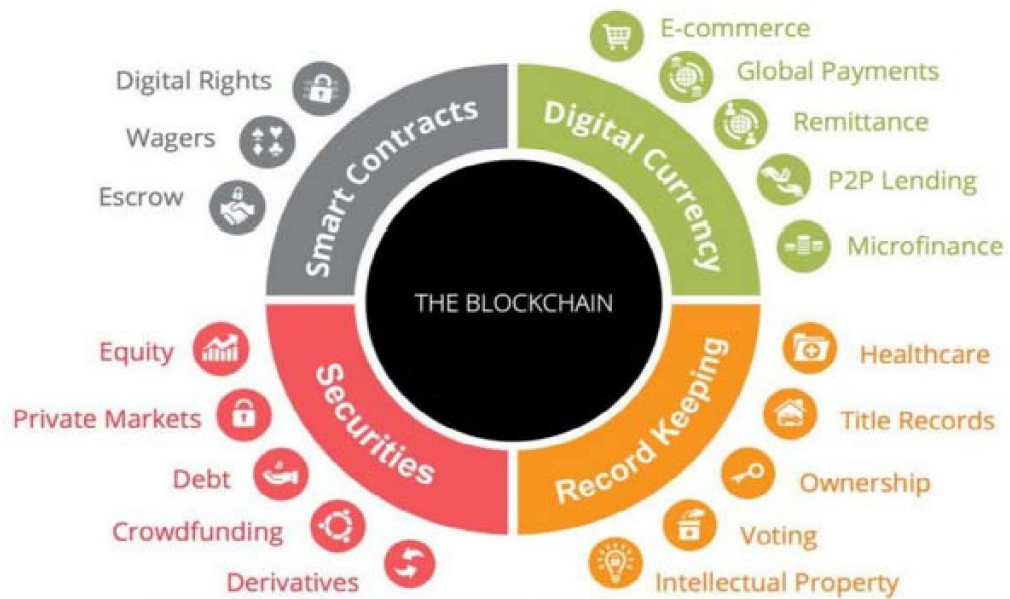 THE BLOCKCHAIN
Smart Contracts
Digital Rights
Wagers
Escrow
Digital Currency
E-commerce
Global Payments
Remittance
P2P Lending
Microfinance
Securities
Equity
Private Markets
Debt
Crowdfunding
Derivatives
Record Keeping
Healthcare
Title Records
Ownership
Voting
Intellectual Property